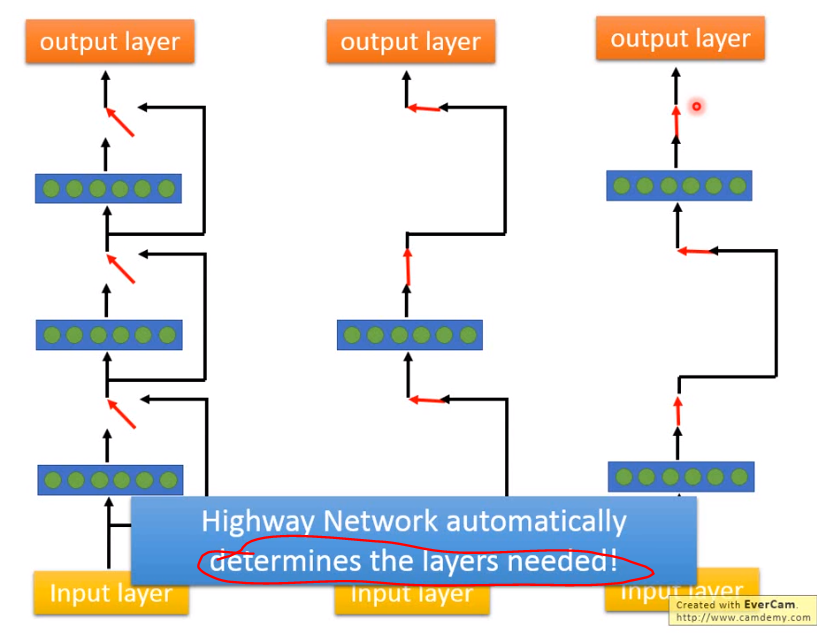 output layer
output layer
output layer
Highway Network automatically
determines the layers needed!
Input layer
Input layer
Input layer
Created with EverCam.
http://www.camdemy.com